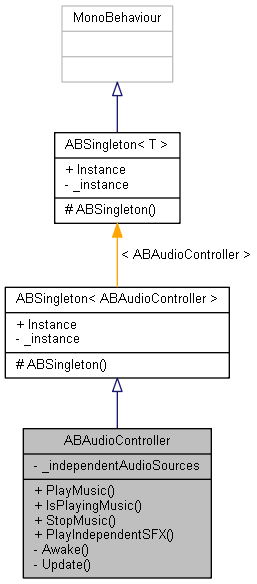 MonoBehaviour
ABSingleton< T >
+ Instance
- _instance
# ABSingleton()
< ABAudioController >
ABSingleton< ABAudioController >
+ Instance
- _instance
# ABSingleton()
ABAudioController
- _independentAudioSources
+ PlayMusic()
+ IsPlayingMusic()
+ StopMusic()
+ PlayIndependentSFX()
- Awake()
- Update()